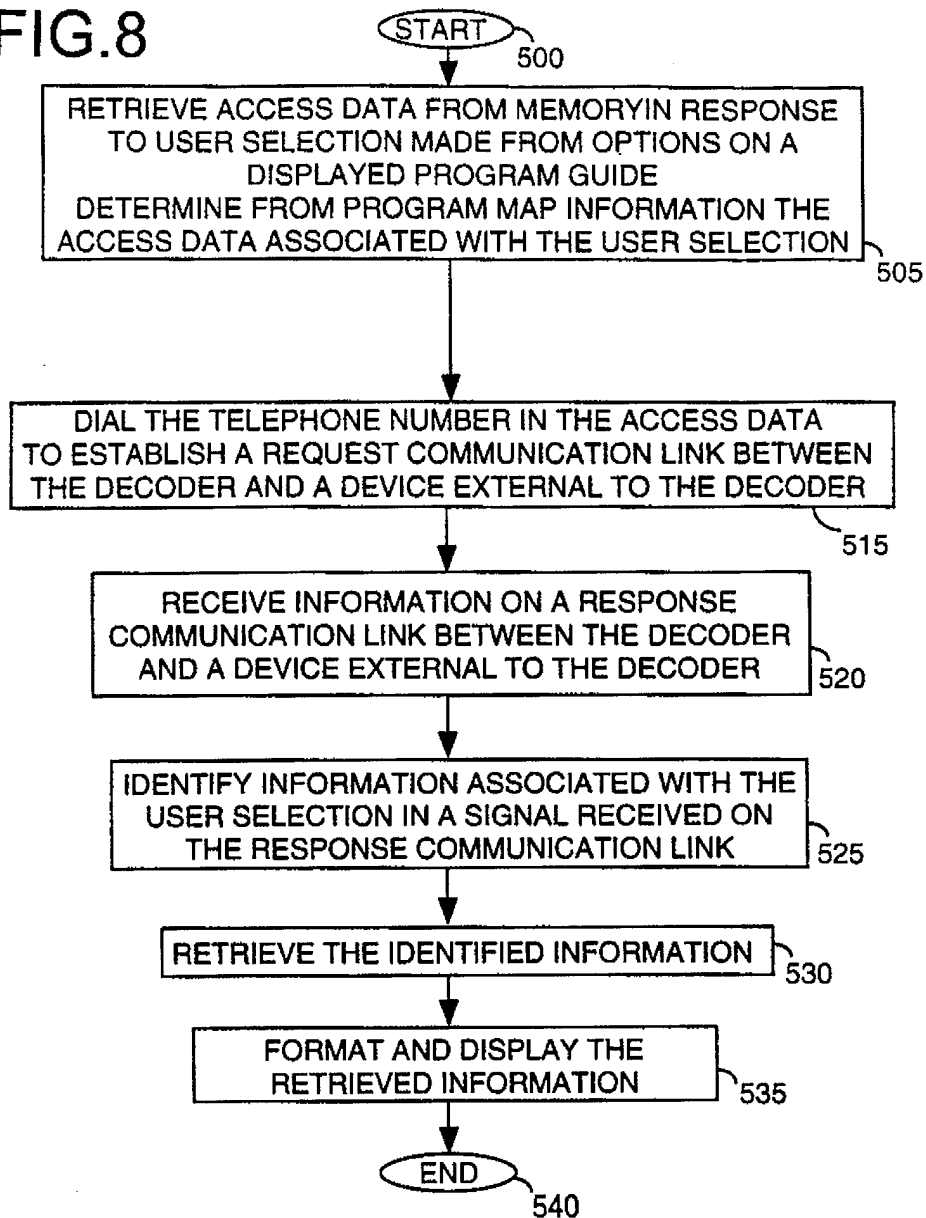 FIG.8
START
500
RETRIEVE ACCESS DATA FROM MEMORYIN RESPONSE
TO USER SELECTION MADE FROM OPTIONS ON A
DISPLAYED PROGRAM GUIDE
DETERMINE FROM PROGRAM MAP INFORMATION THE
ACCESS DATA ASSOCIATED WITH THE USER SELECTION
505
DIAL THE TELEPHONE NUMBER IN THE ACCESS DATA
TO ESTABLISH A REQUEST COMMUNICATION LINK BETWEEN
THE DECODER AND A DEVICE EXTERNAL TO THE DECODER
515
RECEIVE INFORMATION ON A RESPONSE
COMMUNICATION LINK BETWEEN THE DECODER
AND A DEVICE EXTERNAL TO THE DECODER
520
IDENTIFY INFORMATION ASSOCIATED WITH THE
USER SELECTION IN A SIGNAL RECEIVED ON
THE RESPONSE COMMUNICATION LINK
525
RETRIEVE THE IDENTIFIED INFORMATION
530
FORMAT AND DISPLAY THE
RETRIEVED INFORMATION
535
END
540